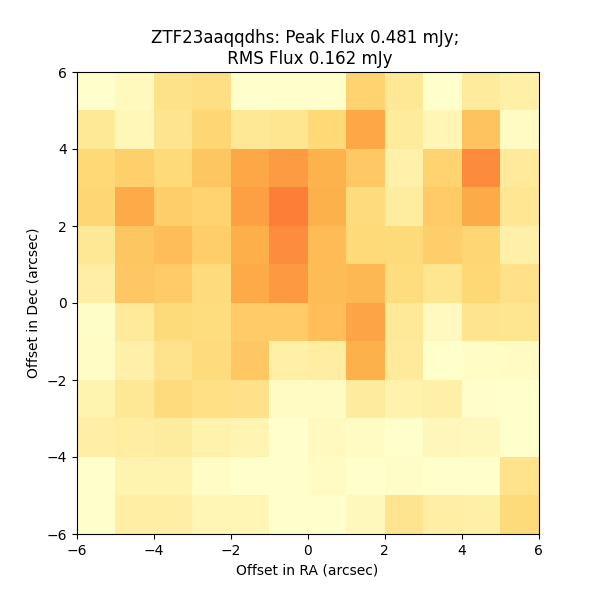 ZTF23aaqqdhs: Peak Flux 0.481 mJy;
RMS Flux 0.162 mJy
6
4
2
0
−2
−4
−6
Offset in Dec (arcsec)
−6 −4 −2 0 2 4 6
Offset in RA (arcsec)